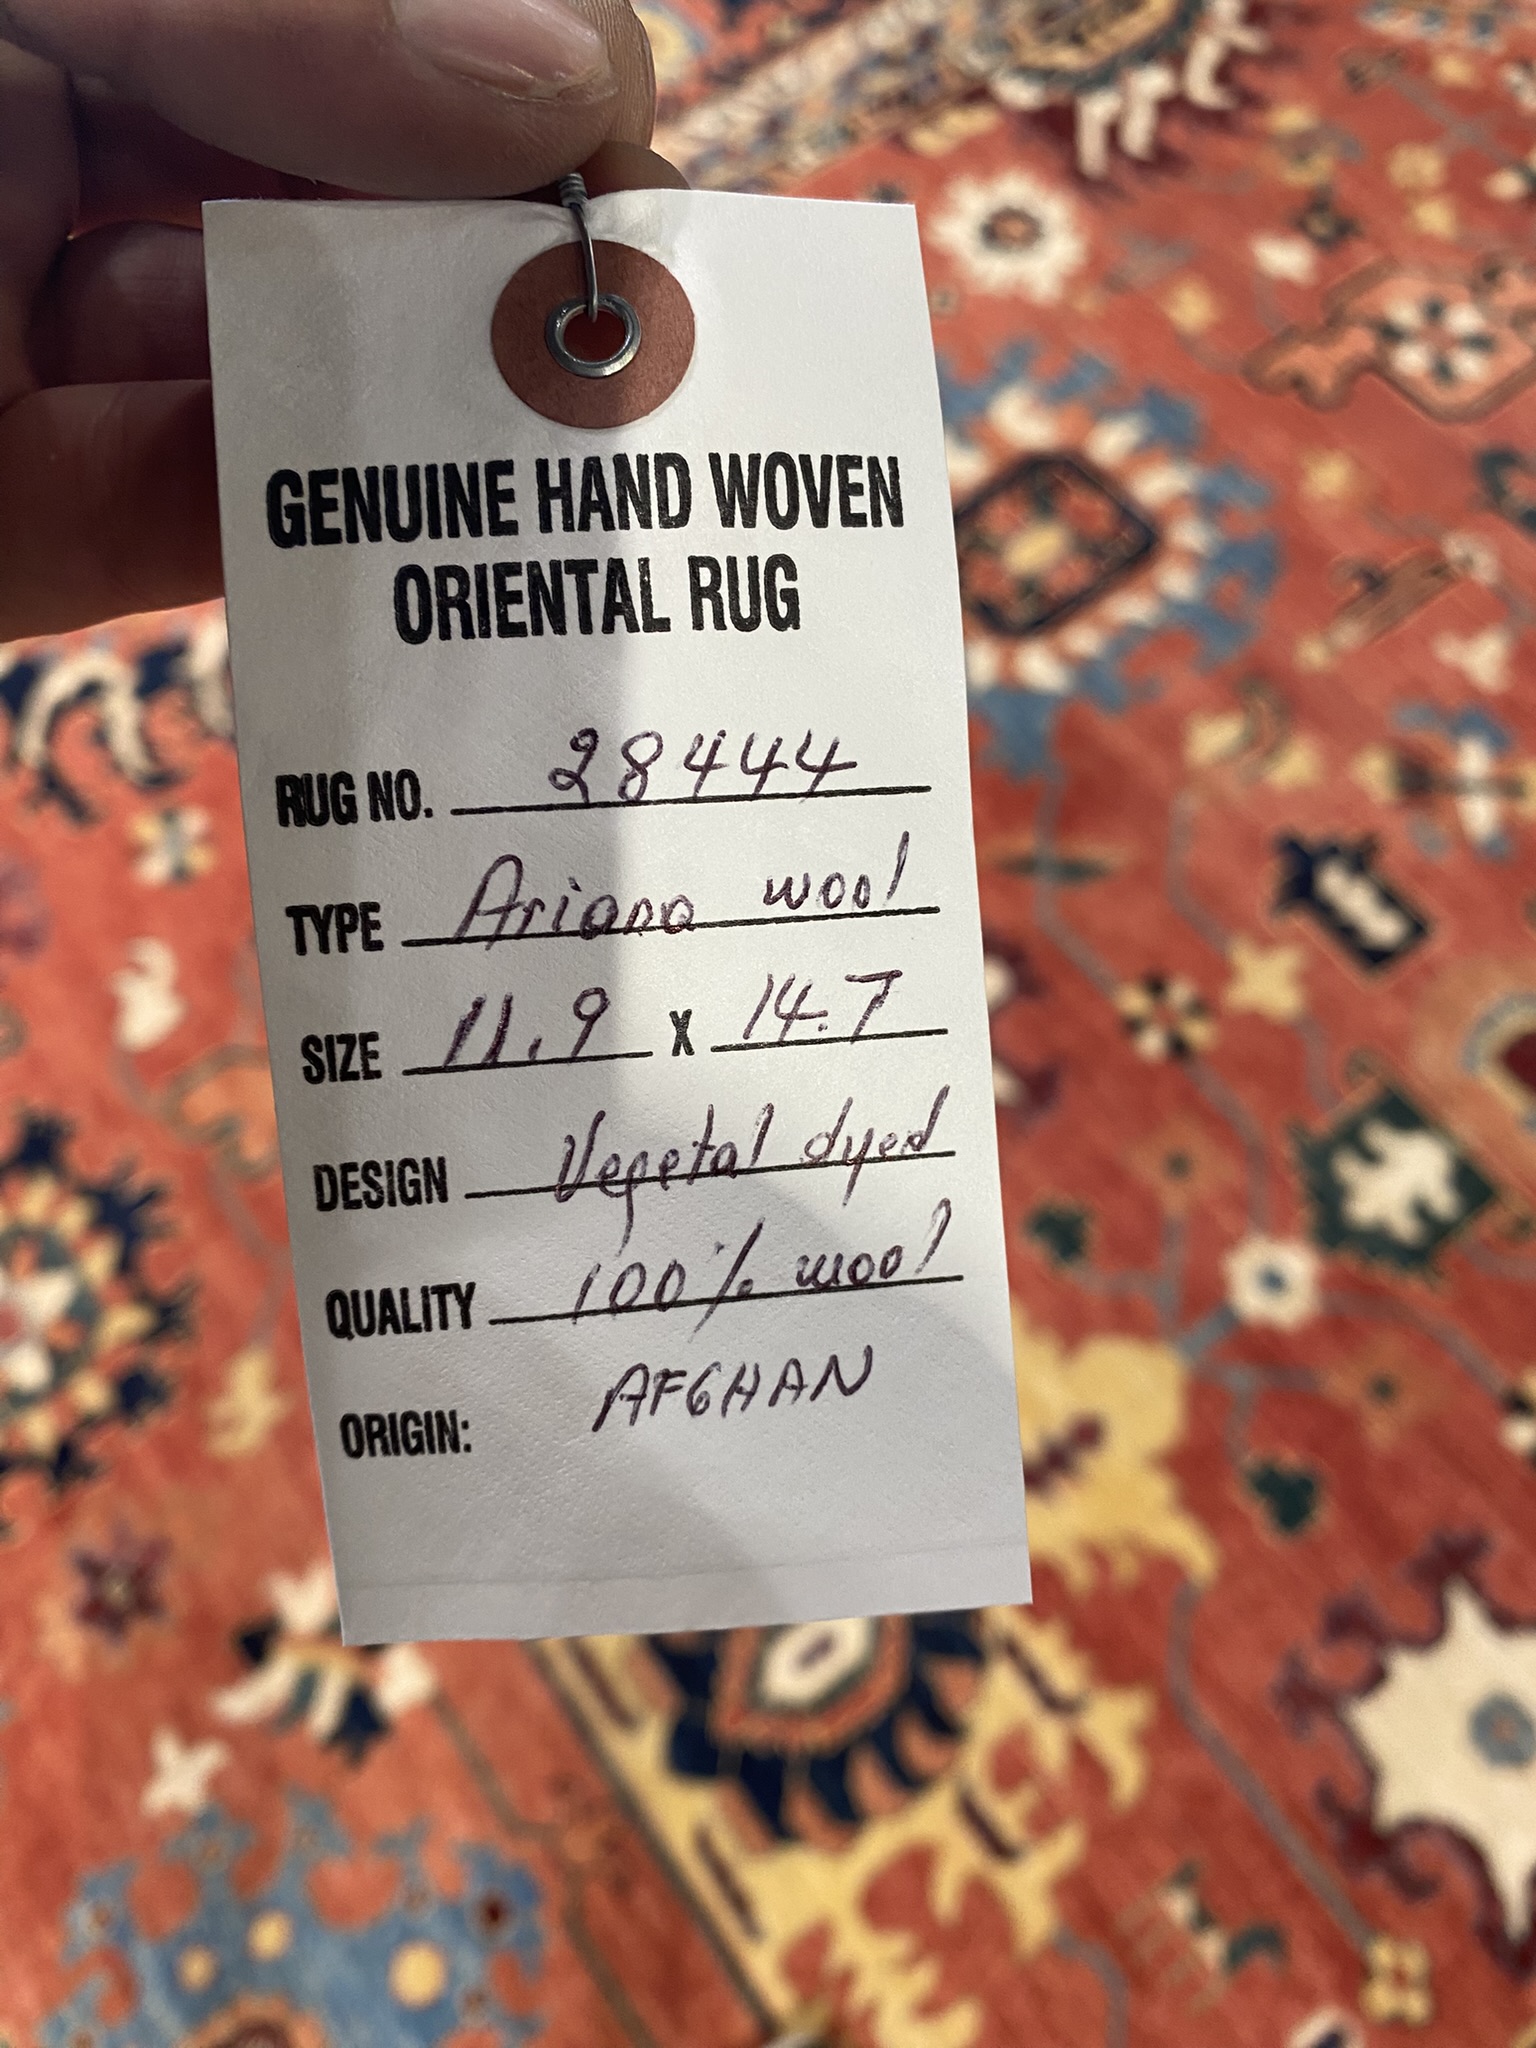 GENUINE HAND WOVEN
ORIENTAL RUG
RUG NO. 28444
TYPE Ariana wool
SIZE 11.9 X 14.7
DESIGN Vegetal dyed
QUALITY 100% wool
ORIGIN: AFGHAN